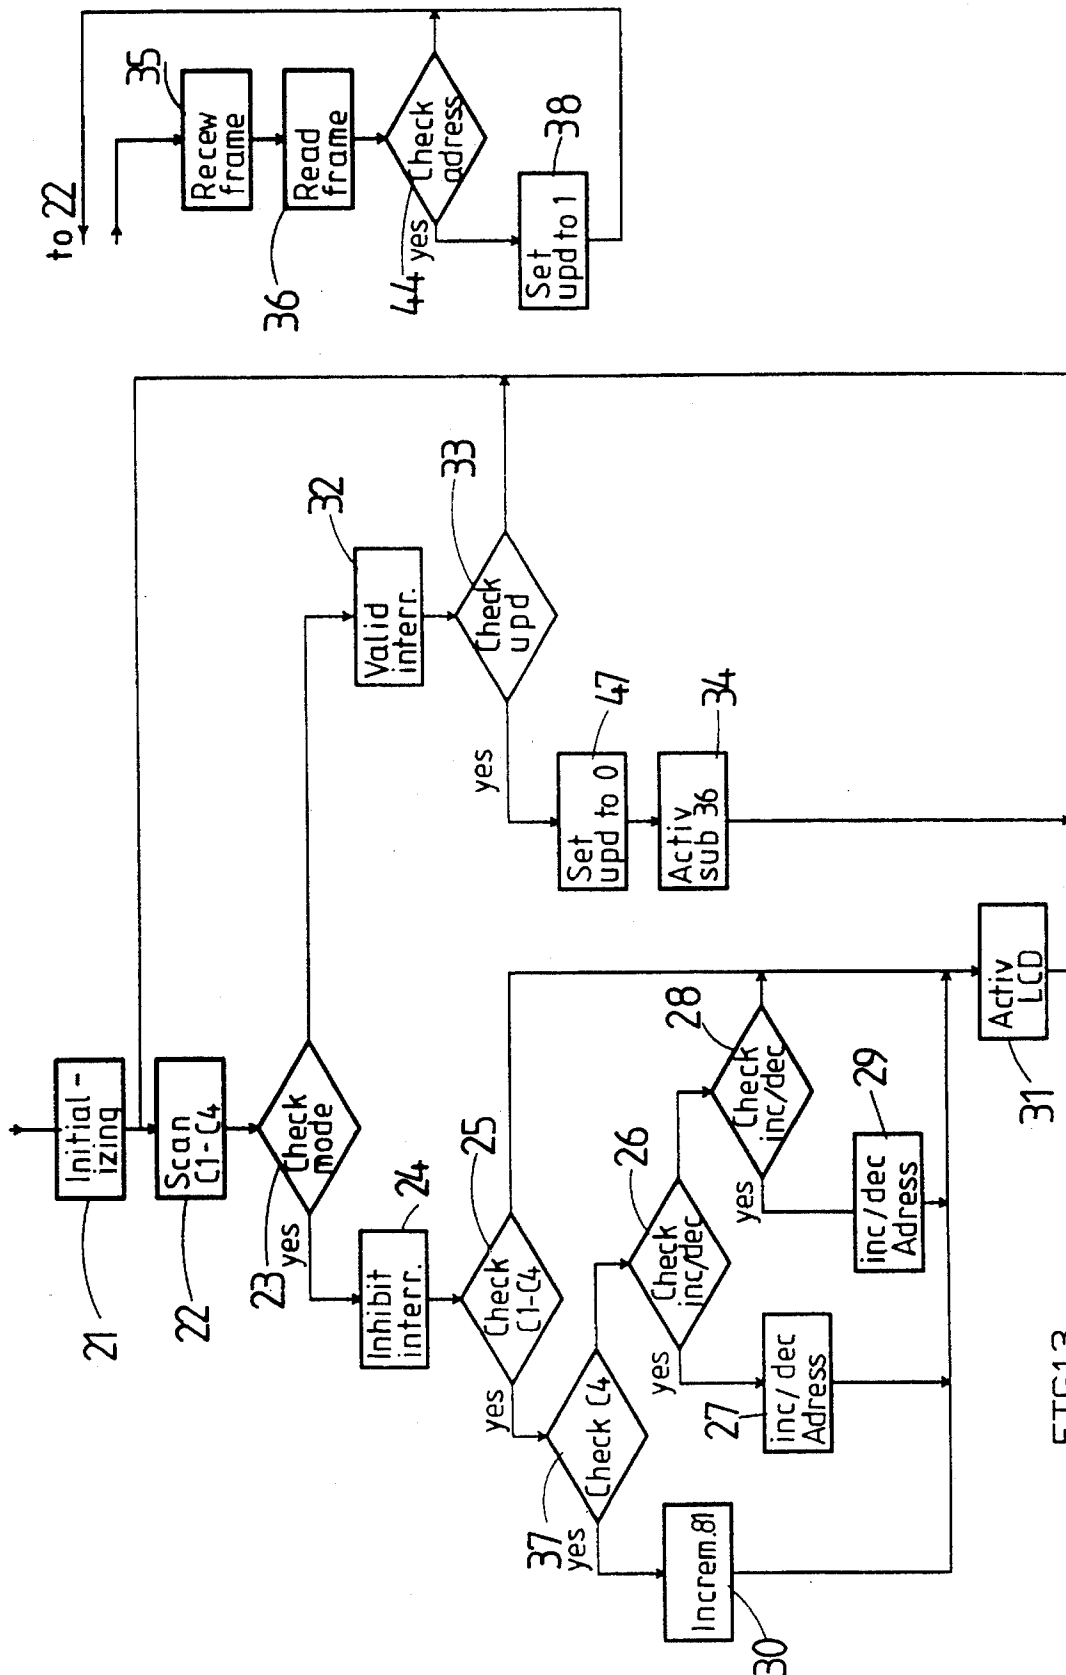 to 22
35
Recew
frame
36
Read
frame
44
Check
adress
yes
38
Set
upd to 1
21
Initial-
izing
22
Scan
C1-C4
23
Check
mode
yes
24
Inhibit
interr.
32
Valid
interr.
33
Check
upd
yes
47
Set
upd to 0
34
Activ
sub 36
25
Check
C1-C4
yes
37
Check C4
yes
26
Check
inc/dec
yes
28
Check
inc/dec
yes
27
inc/dec
Adress
29
inc/dec
Adress
30
Increm.81
31
Activ
LCD
FIG13